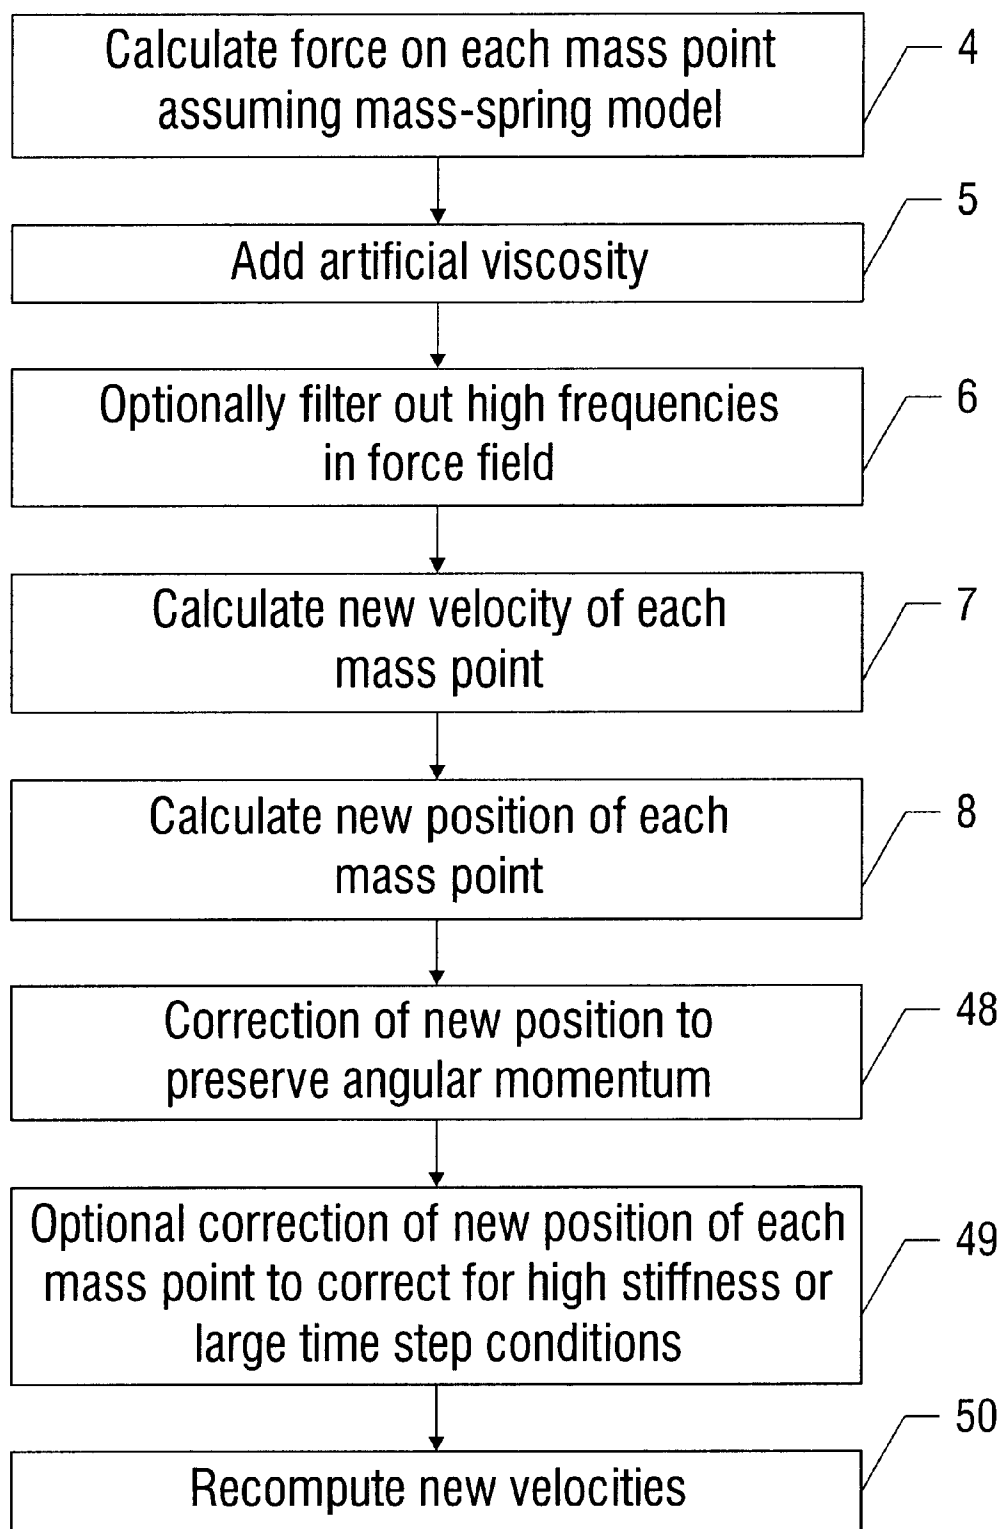 Calculate force on each mass point
assuming mass-spring model
4
Add artificial viscosity
5
Optionally filter out high frequencies
in force field
6
Calculate new velocity of each
mass point
7
Calculate new position of each
mass point
8
Correction of new position to
preserve angular momentum
48
Optional correction of new position of each
mass point to correct for high stiffness or
large time step conditions
49
Recompute new velocities
50